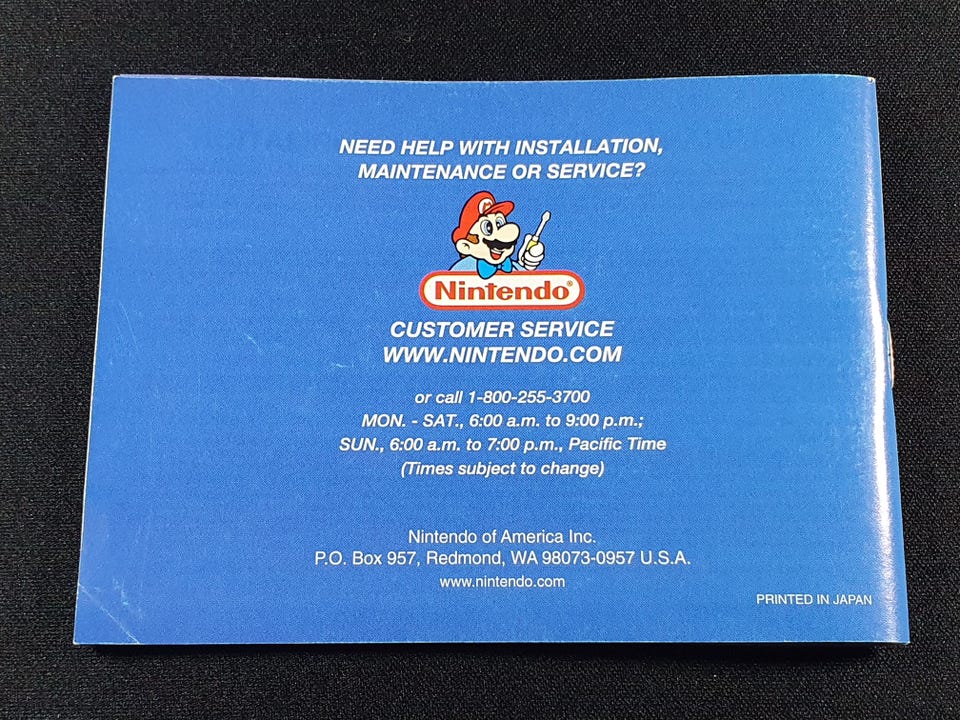 NEED HELP WITH INSTALLATION,
MAINTENANCE OR SERVICE?
M
Nintendo®
CUSTOMER SERVICE
WWW.NINTENDO.COM
or call 1-800-255-3700
MON. - SAT., 6:00 a.m. to 9:00 p.m.;
SUN., 6:00 a.m. to 7:00 p.m., Pacific Time
(Times subject to change)
Nintendo of America Inc.
P.O. Box 957, Redmond, WA 98073-0957 U.S.A.
www.nintendo.com
PRINTED IN JAPAN